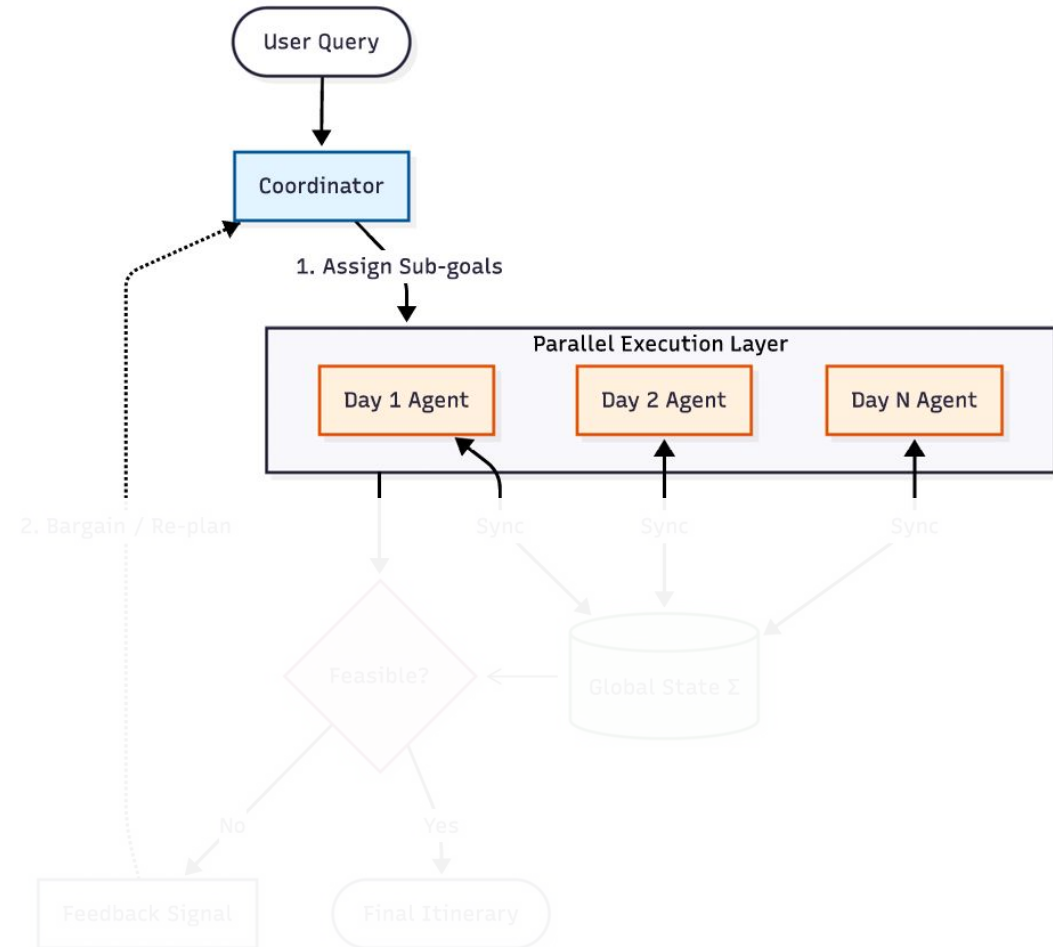 User Query
Coordinator
1. Assign Sub-goals
Parallel Execution Layer
Day 1 Agent
Day 2 Agent
Day N Agent
2. Bargain / Re-plan
Sync
Sync
Sync
Feasible?
Global State Σ
No
Yes
Feedback Signal
Final Itinerary